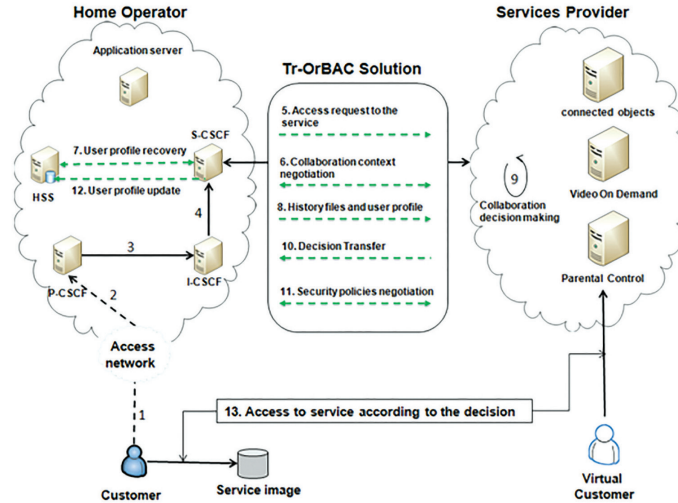 Home Operator
Services Provider
Application server
Tr-OrBAC Solution
connected objects
5. Access request to the
service
S-CSCF
7. User profile recovery
6. Collaboration context
negotiation
HSS
12. User profile update
9
Video On Demand
Collaboration
decision making
8. History files and user profile
4
3
10. Decision Transfer
P-CSCF
2
I-CSCF
Parental Control
11. Security policies negotiation
Access
network
1
13. Access to service according to the decision
Customer
Service image
Virtual
Customer